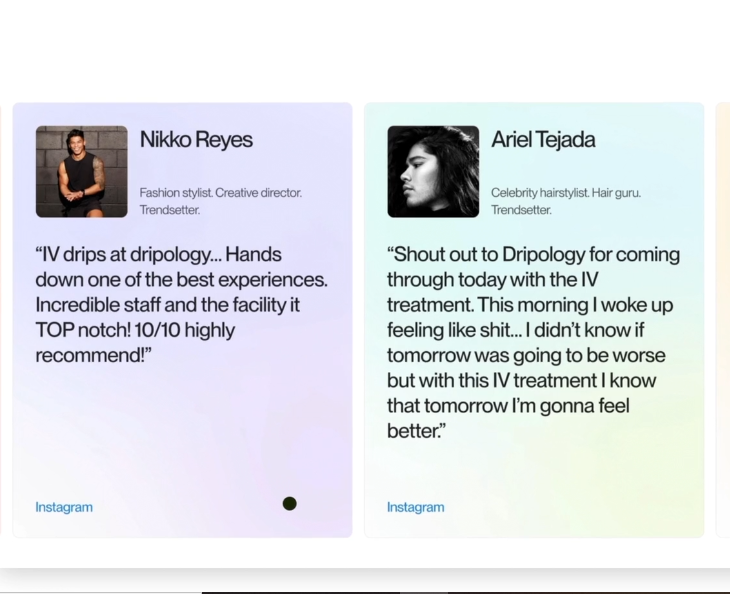 Nikko Reyes
Fashion stylist. Creative director.
Trendsetter.
“IV drips at dripology... Hands
down one of the best experiences.
Incredible staff and the facility it
TOP notch! 10/10 highly
recommend!”
Instagram
Ariel Tejada
Celebrity hairstylist. Hair guru.
Trendsetter.
“Shout out to Dripology for coming
through today with the IV
treatment. This morning I woke up
feeling like shit... I didn’t know if
tomorrow was going to be worse
but with this IV treatment I know
that tomorrow I’m gonna feel
better.”
Instagram